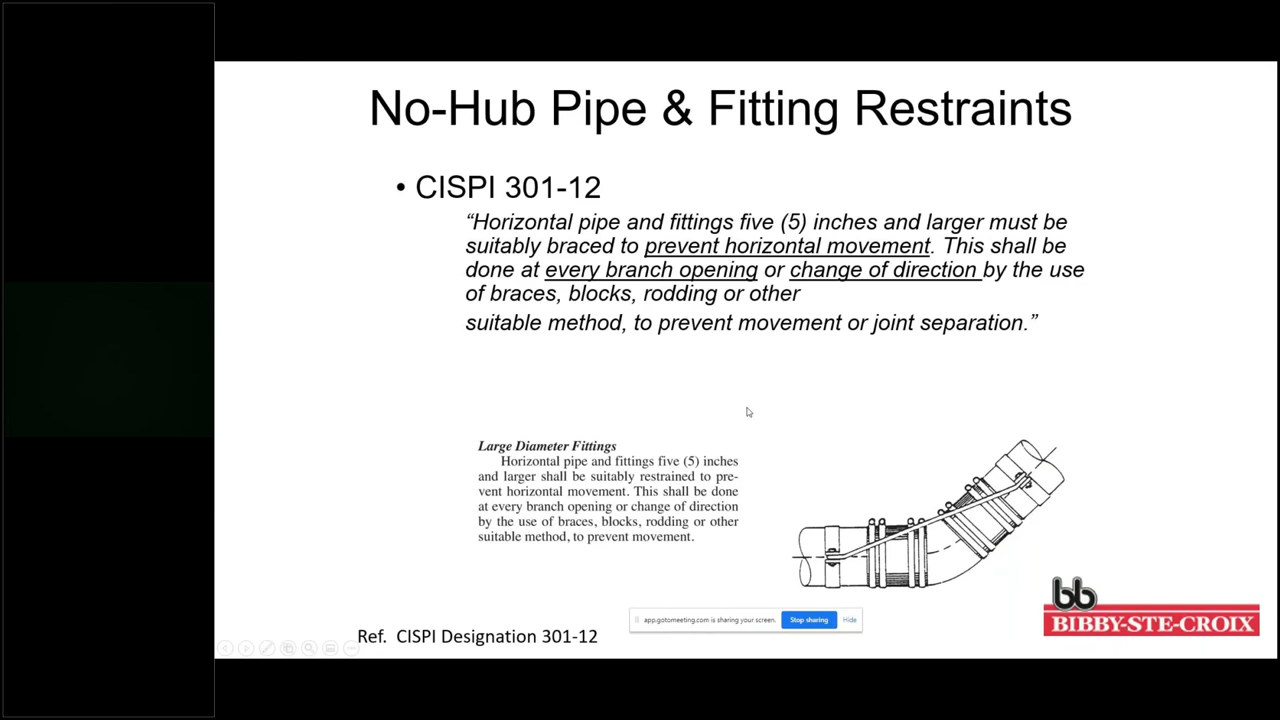 No-Hub Pipe & Fitting Restraints
• CISPI 301-12
“Horizontal pipe and fittings five (5) inches and larger must be
suitably braced to prevent horizontal movement. This shall be
done at every branch opening or change of direction by the use
of braces, blocks, rodding or other
suitable method, to prevent movement or joint separation.”
Large Diameter Fittings
Horizontal pipe and fittings five (5) inches
and larger shall be suitably restrained to pre-
vent horizontal movement. This shall be done
at every branch opening or change of direction
by the use of braces, blocks, rodding or other
suitable method, to prevent movement.
app.gotomeeting.com is sharing your screen.
Stop sharing
Hide
bb
BIBBY-STE-CROIX
Ref. CISPI Designation 301-12